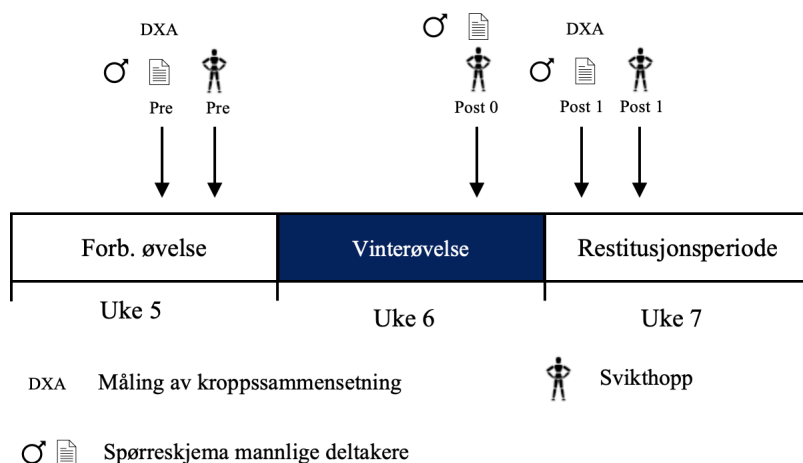 DXA
DXA
Pre
Pre
Post 0
Post 1
Post 1
Forb. øvelse
Vinterøvelse
Restitusjonsperiode
Uke 5
Uke 6
Uke 7
DXA Måling av kroppssammensetning
Svikthopp
Spørreskjema mannlige deltakere